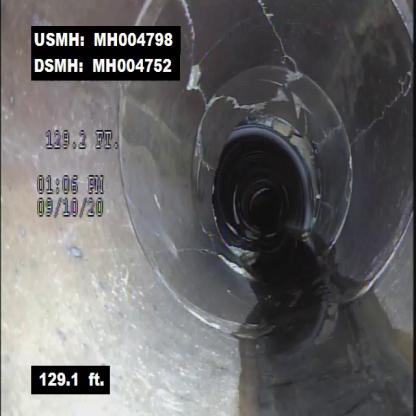 USMH: MH004798
DSMH: MH004752
129.2 FT.
01:06 PM
09/10/20
129.1 ft.